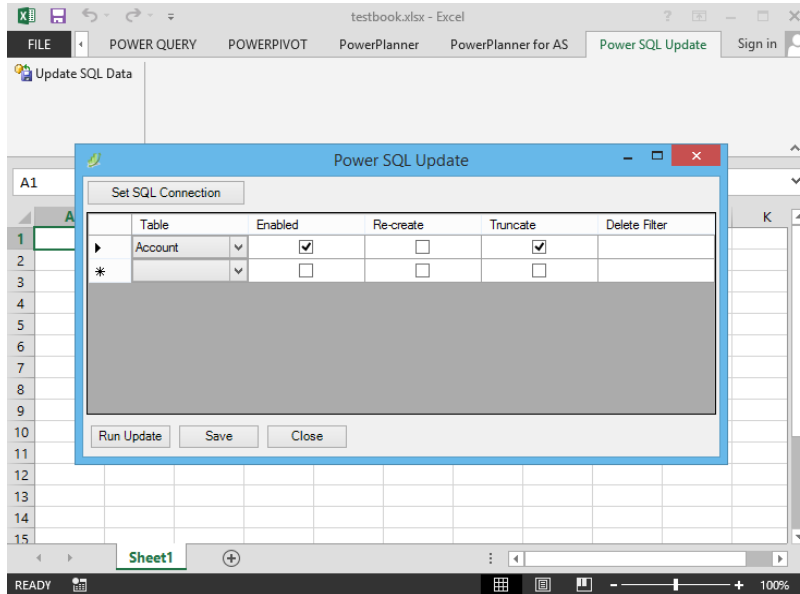 testbook.xlsx - Excel
FILE POWER QUERY POWERPIVOT PowerPlanner PowerPlanner for AS Power SQL Update Sign in
Update SQL Data
Power SQL Update
A1
Set SQL Connection
A K
Table Enabled Re-create Truncate Delete Filter
Account
1
2
3
4
5
6
7
8
9
10
Run Update Save Close
11
12
13
14
15
Sheet1
READY 100%